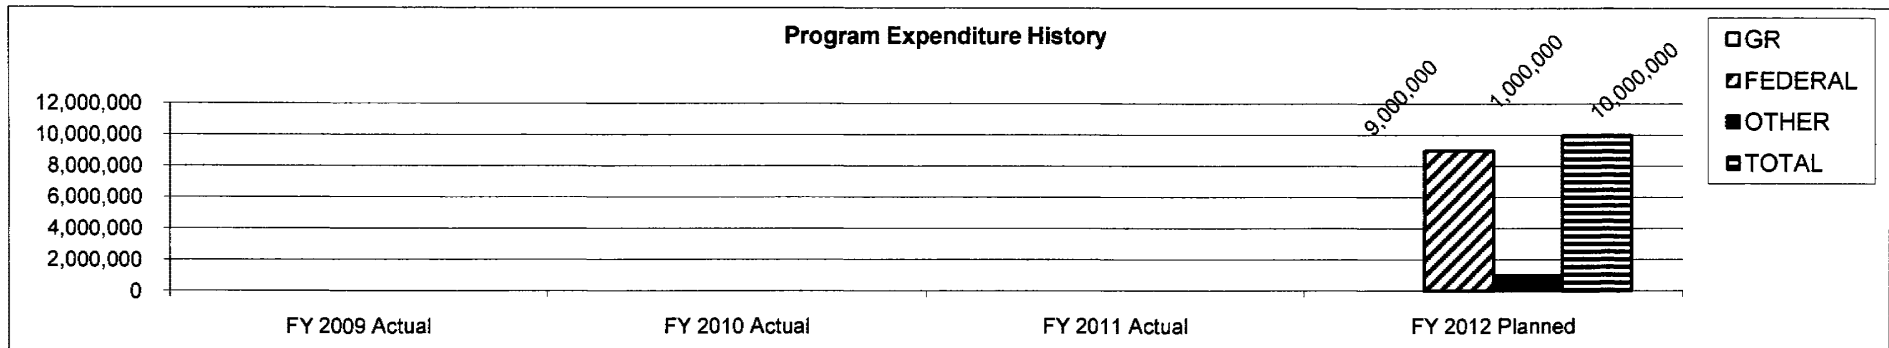 Program Expenditure History
GR
FEDERAL
OTHER
TOTAL
9,000,000
1,000,000
10,000,000
12,000,000
10,000,000
8,000,000
6,000,000
4,000,000
2,000,000
0
FY 2009 Actual
FY 2010 Actual
FY 2011 Actual
FY 2012 Planned